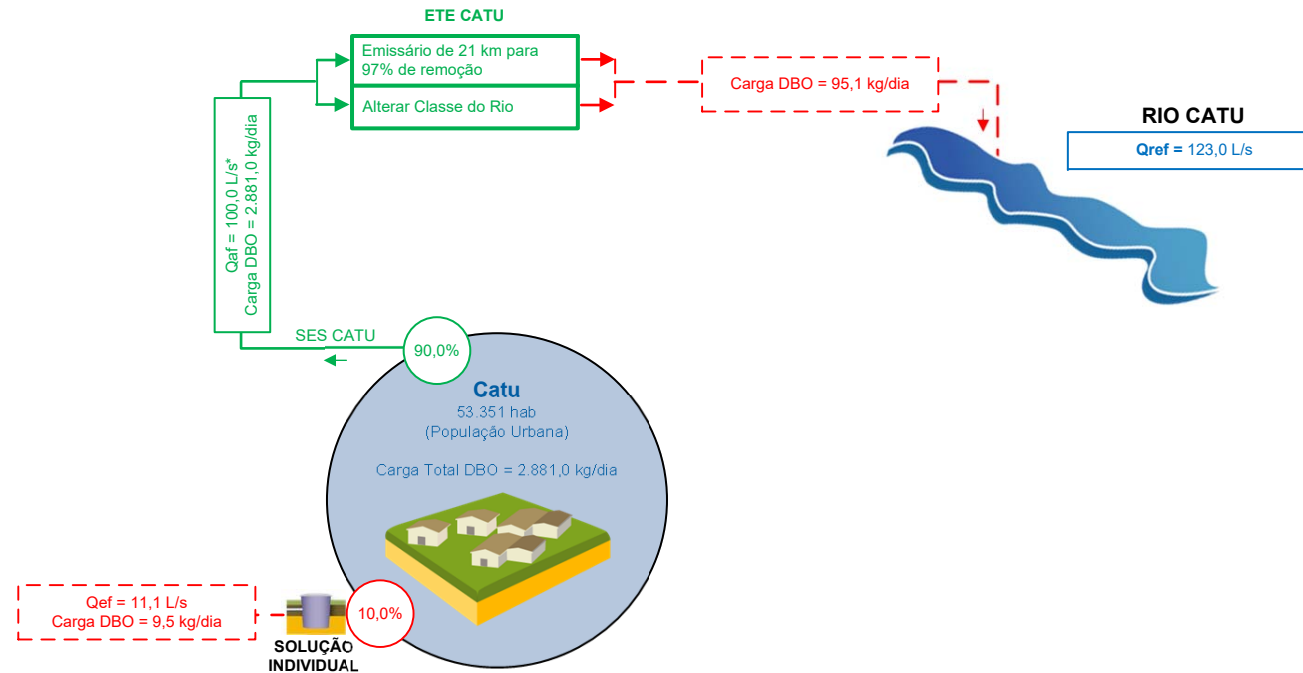 ETE CATU
Emissário de 21 km para
97% de remoção
Alterar Classe do Rio
Carga DBO = 95,1 kg/dia
RIO CATU
Qref = 123,0 L/s
Qaf = 100,0 L/s*
Carga DBO = 2.881,0 kg/dia
SES CATU
90,0%
Catu
53.351 hab
(População Urbana)
Carga Total DBO = 2.881,0 kg/dia
Qef = 11,1 L/s
Carga DBO = 9,5 kg/dia
10,0%
SOLUÇÃO
INDIVIDUAL